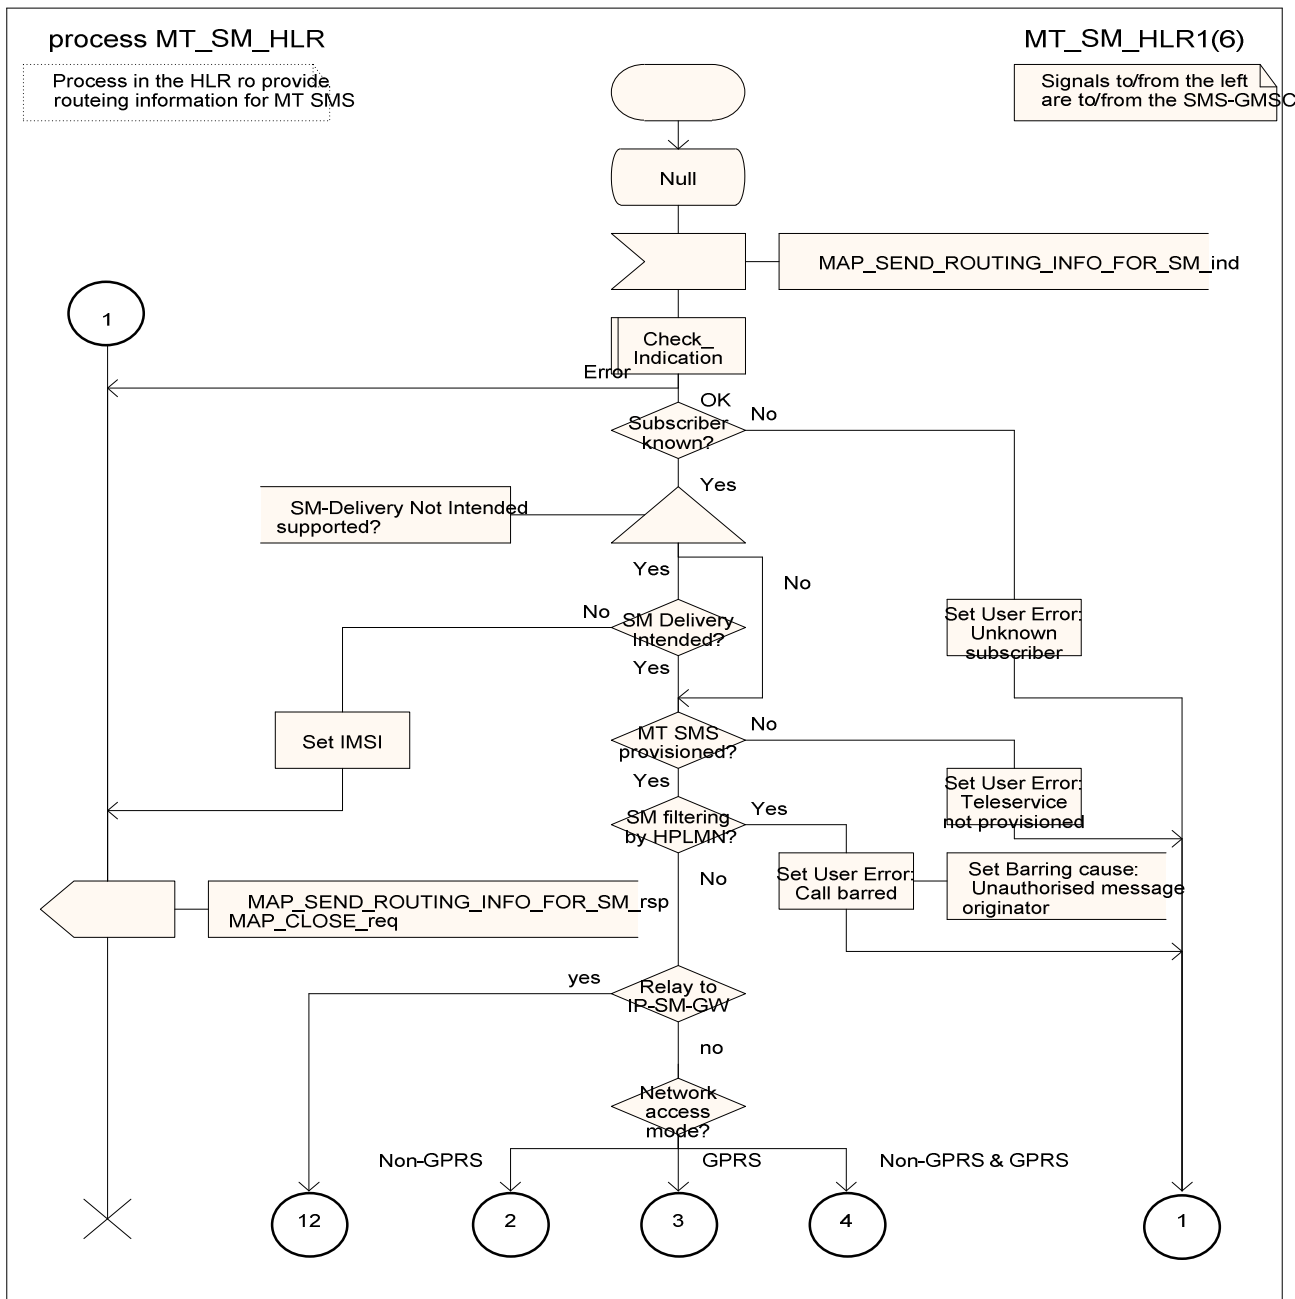 process MT_SM_HLR
MT_SM_HLR1(6)
Process in the HLR ro provide
routeing information for MT SMS
Signals to/from the left
are to/from the SMS-GMSC
Null
MAP_SEND_ROUTING_INFO_FOR_SM_ind
1
Check_
Indication
Error
OK
Subscriber
known?
No
Yes
SM-Delivery Not Intended
supported?
Yes
No
No
SM Delivery
Intended?
Yes
Set User Error:
Unknown
subscriber
Set IMSI
MT SMS
provisioned?
No
Yes
Set User Error:
Teleservice
not provisioned
SM filtering
by HPLMN?
Yes
No
Set User Error:
Call barred
Set Barring cause:
Unauthorised message
originator
MAP_SEND_ROUTING_INFO_FOR_SM_rsp
MAP_CLOSE_req
yes
Relay to
IP-SM-GW
no
Network
access
mode?
Non-GPRS
GPRS
Non-GPRS & GPRS
12
2
3
4
1